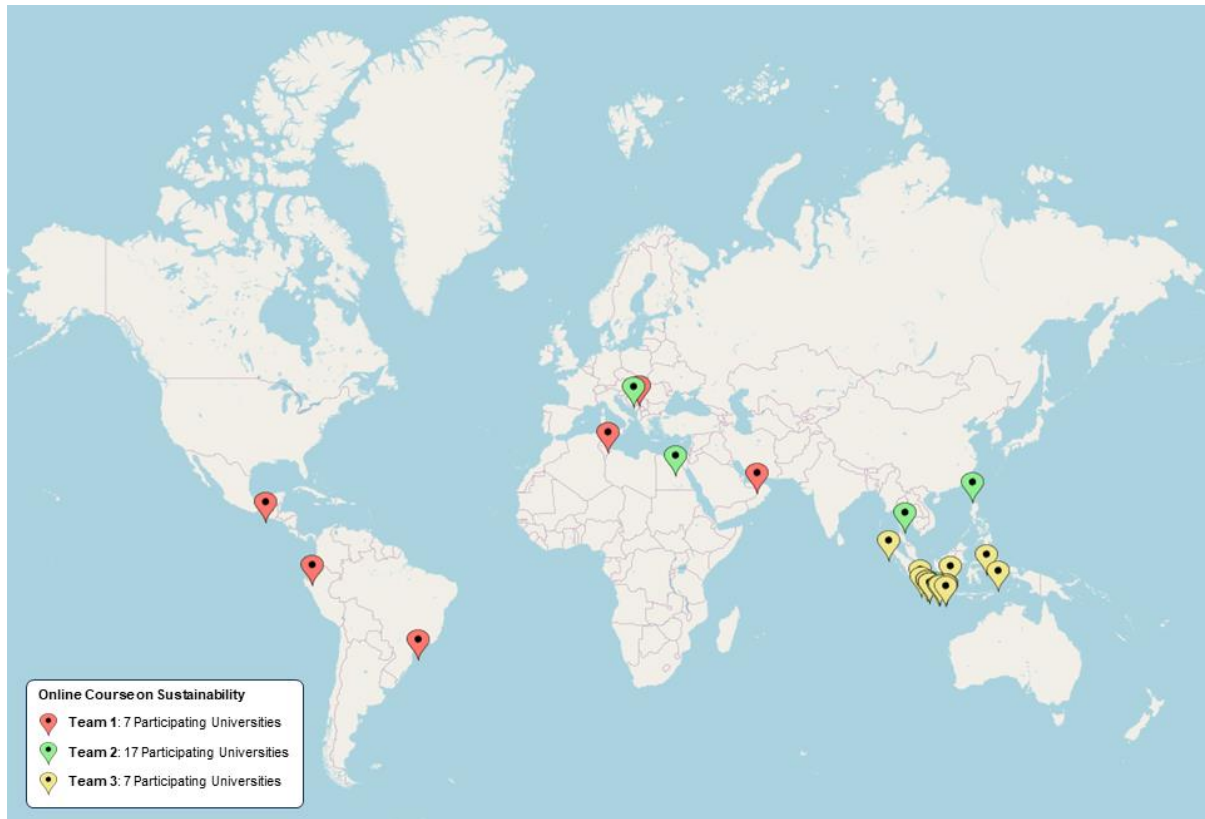 Online Course on Sustainability
Team 1: 7 Participating Universities
Team 2: 17 Participating Universities
Team 3: 7 Participating Universities